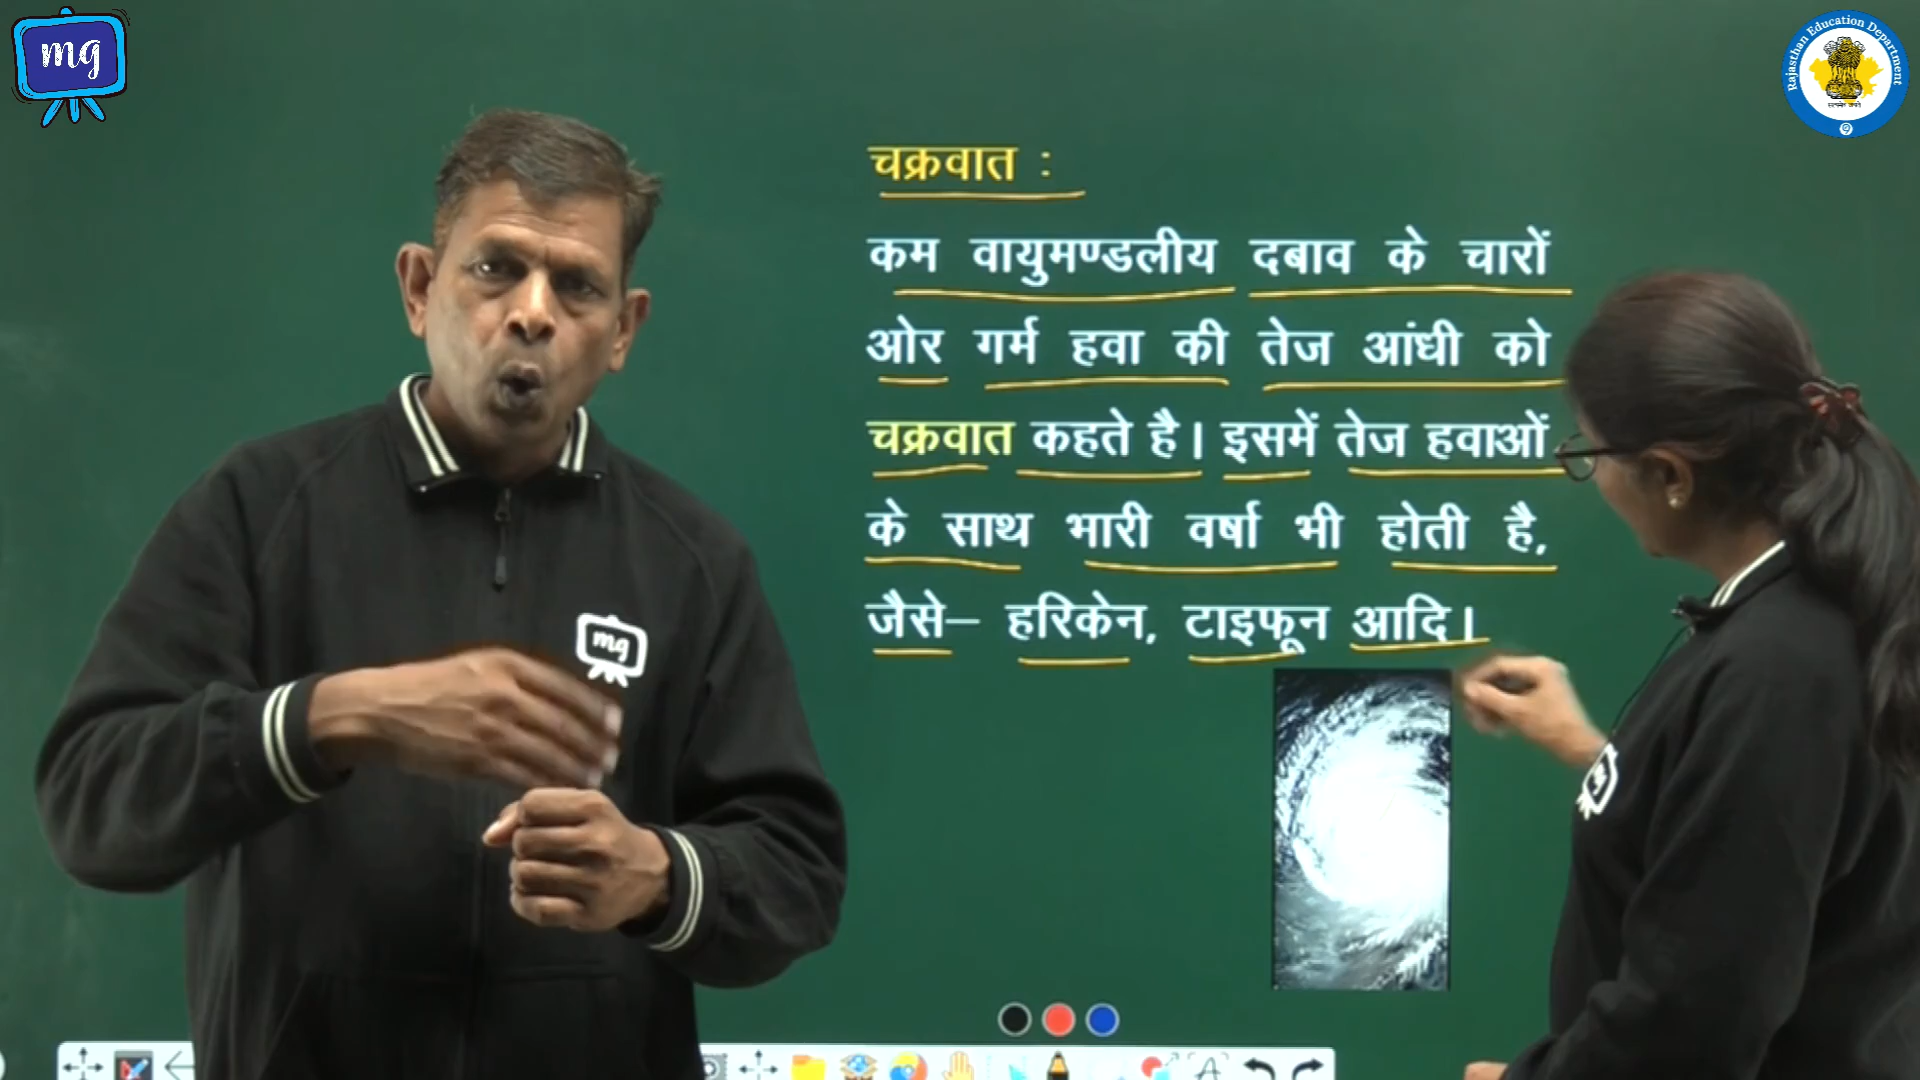 mg
Rajasthan Education Department
चक्रवात :
कम वायुमण्डलीय दबाव के चारों
ओर गर्म हवा की तेज आंधी को
चक्रवात कहते है। इसमें तेज हवाओं
के साथ भारी वर्षा भी होती है,
जैसे– हरिकेन, टाइफून आदि।
mg